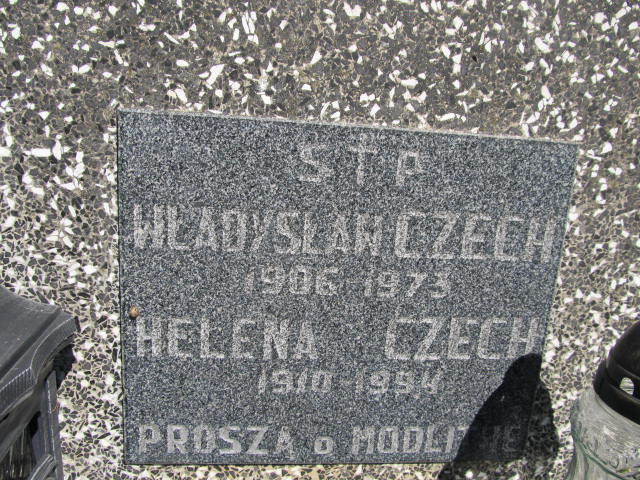 STP
WŁADYSŁAW CZECH
1906-1973
HELENA CZECH
1910-1994
PROSZĄ O MODLITWĘ